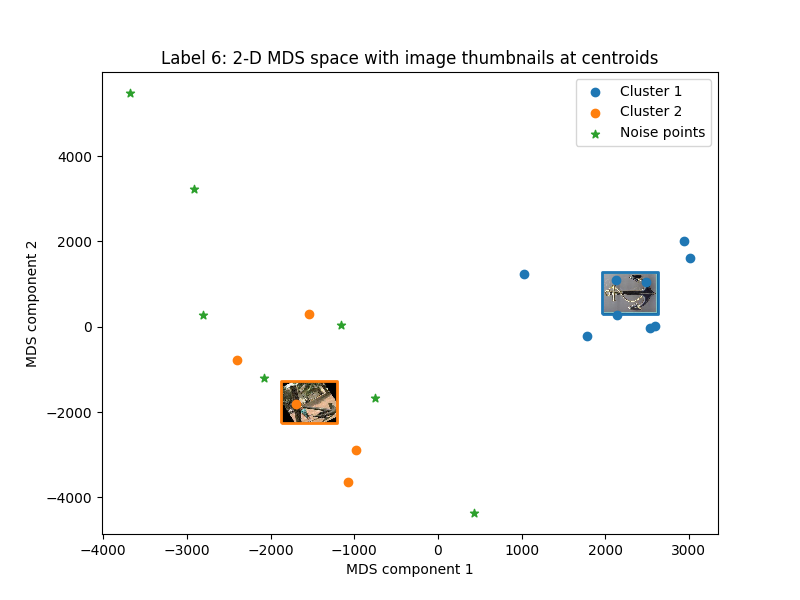 Label 6: 2-D MDS space with image thumbnails at centroids
Cluster 1
Cluster 2
Noise points
MDS component 2
4000
2000
0
−2000
−4000
−4000 −3000 −2000 −1000 0 1000 2000 3000
MDS component 1